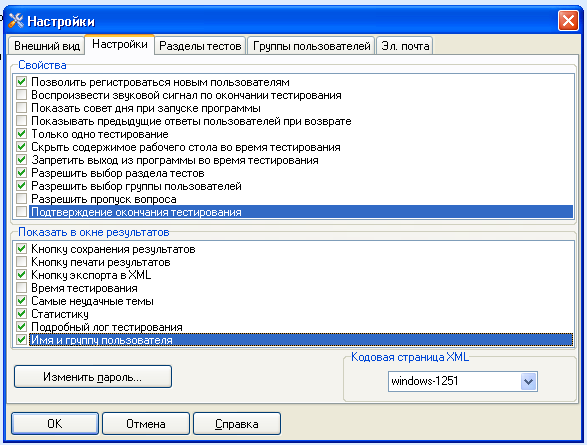 Настройки
Внешний вид Настройки Разделы тестов Группы пользователей Эл. почта
Свойства
Позволить регистроваться новым пользователям
Воспроизвести звуковой сигнал по окончании тестирования
Показать совет дня при запуске программы
Показывать предыдущие ответы пользователей при возврате
Только одно тестирование
Скрыть содержимое рабочего стола во время тестирования
Запретить выход из программы во время тестирования
Разрешить выбор раздела тестов
Разрешить выбор группы пользователей
Разрешить пропуск вопроса
Подтверждение окончания тестирования
Показать в окне результатов
Кнопку сохранения результатов
Кнопку печати результатов
Кнопку экспорта в XML
Время тестирования
Самые неудачные темы
Статистику
Подробный лог тестирования
Имя и группу пользователя
Кодовая страница XML
Изменить пароль... windows-1251
OK Отмена Справка